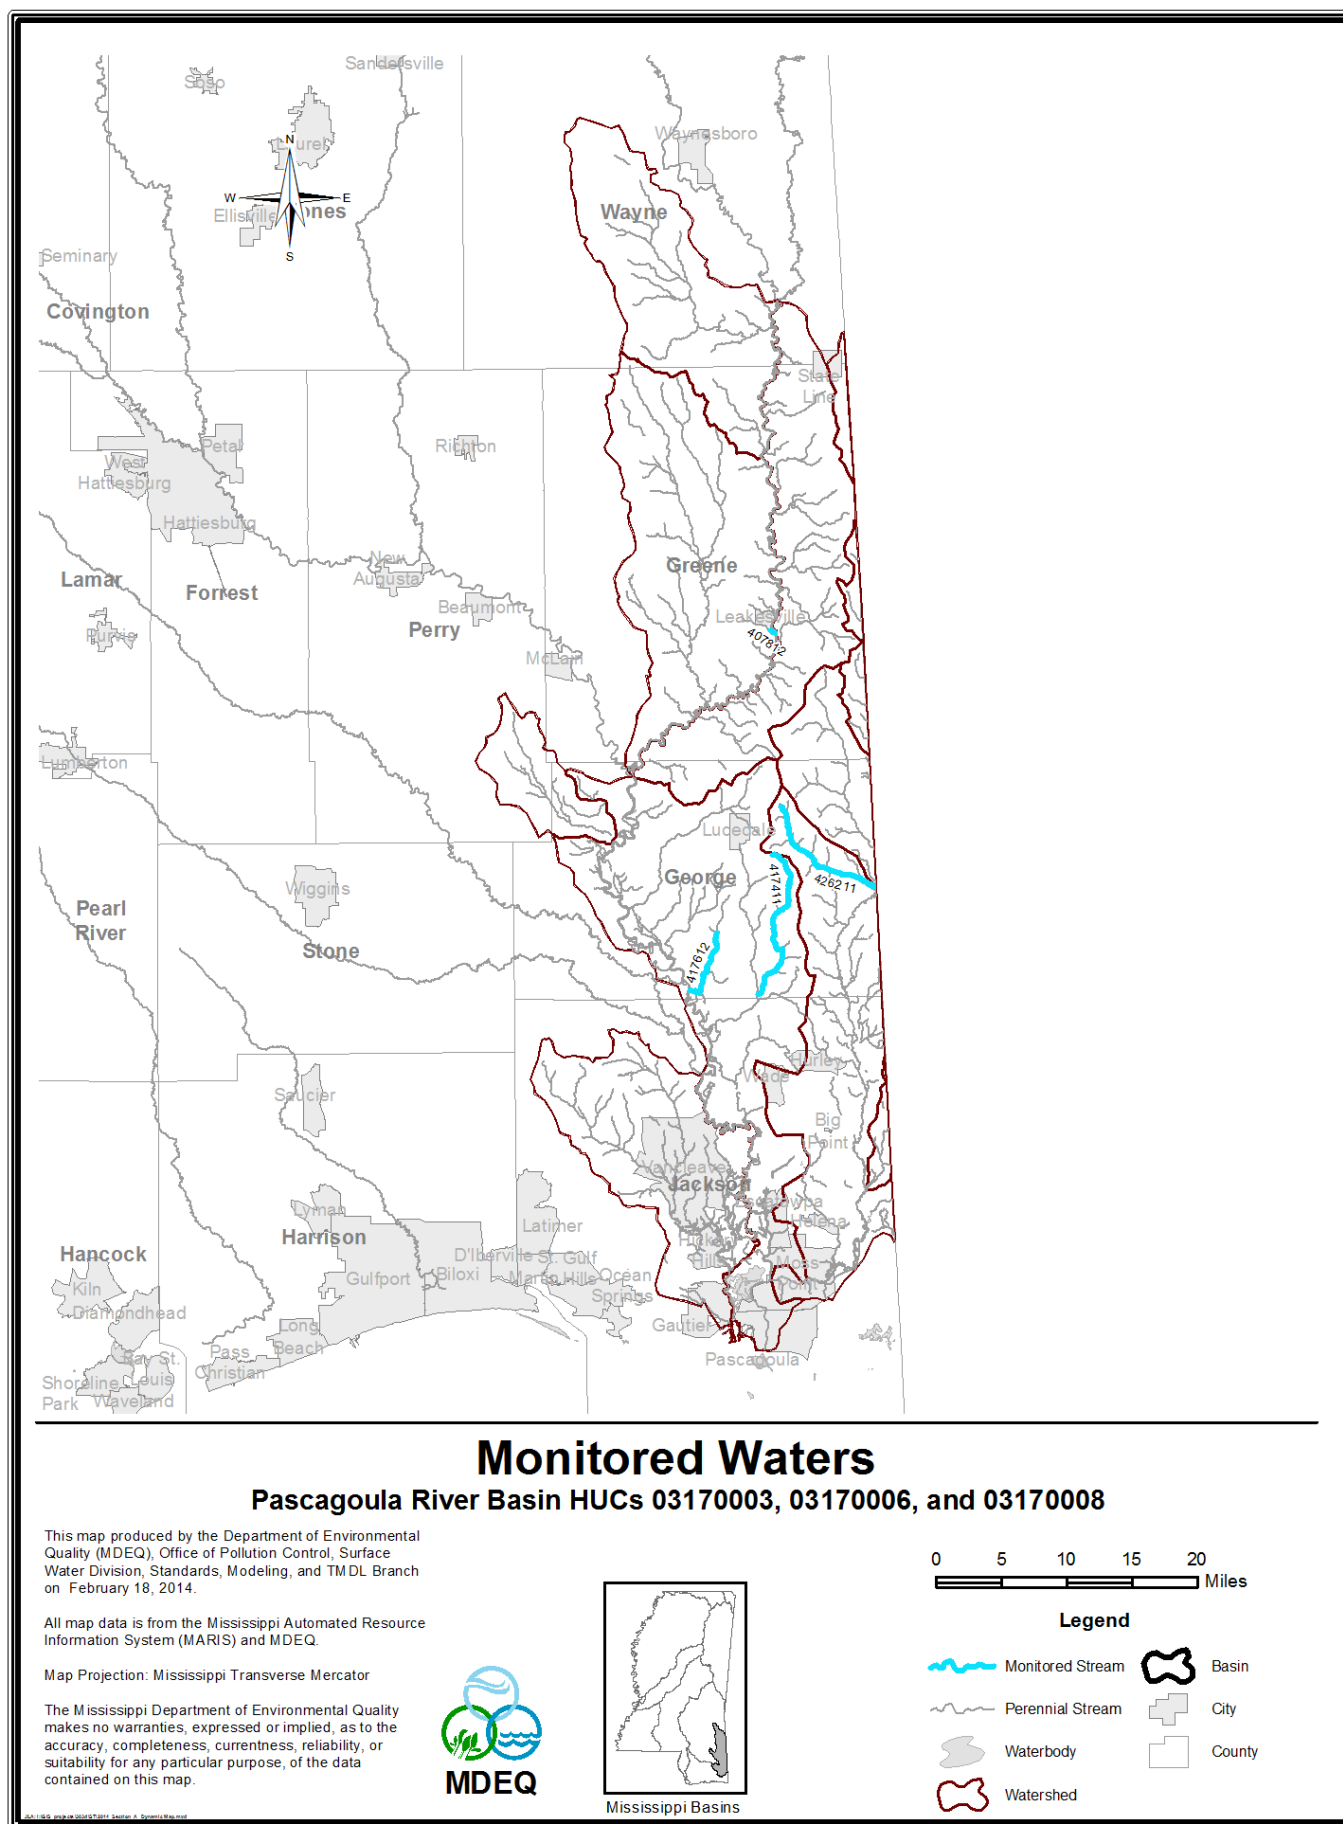 Sandersville
Soso
Waynesboro
Laurel
N
W
E
S
Ellisville
Jones
Wayne
Seminary
Covington
State
Line
Petal
Richton
West
Hattiesburg
Hattiesburg
New
Augusta
Greene
Lamar
Forrest
Beaumont
Leakesville
Perry
Purvis
407812
McLain
Lumberton
Lucedale
George
417411
426211
Wiggins
Pearl
River
Stone
417612
Hurley
Wade
Saucier
Big
Point
Vancleave
Jackson
Escatawpa
Helena
Lyman
Latimer
Harrison
Hickory
Hills
Hancock
D'Iberville
St.
Martin
Gulf
Hills
Moss
Point
Kiln
Gulfport
Biloxi
Ocean
Springs
Diamondhead
Long
Beach
Gautier
Pass
Christian
Pascagoula
Bay St.
Louis
Shoreline
Park
Waveland
Monitored Waters
Pascagoula River Basin HUCs 03170003, 03170006, and 03170008
This map produced by the Department of Environmental
Quality (MDEQ), Office of Pollution Control, Surface
Water Division, Standards, Modeling, and TMDL Branch
on February 18, 2014.
All map data is from the Mississippi Automated Resource
Information System (MARIS) and MDEQ.
Map Projection: Mississippi Transverse Mercator
The Mississippi Department of Environmental Quality
makes no warranties, expressed or implied, as to the
accuracy, completeness, currentness, reliability, or
suitability for any particular purpose, of the data
contained on this map.
MDEQ
Mississippi Basins
0 5 10 15 20
Miles
Legend
Monitored Stream
Basin
Perennial Stream
City
Waterbody
County
Watershed